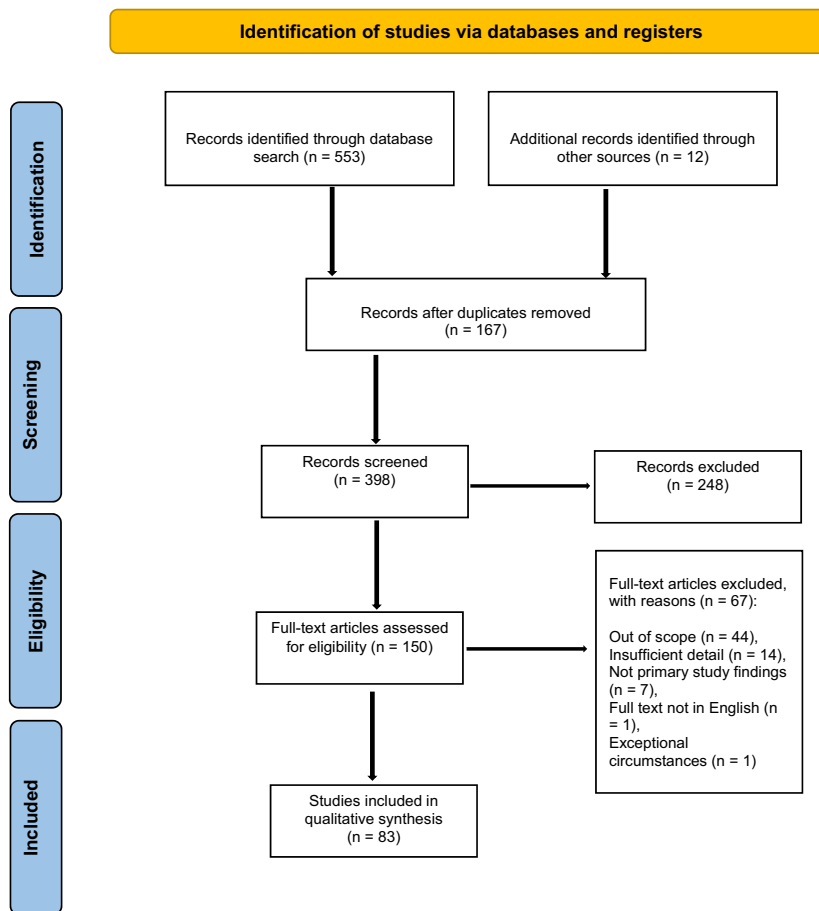 Identification of studies via databases and registers
Identification
Records identified through database
search (n = 553)
Additional records identified through
other sources (n = 12)
Records after duplicates removed
(n = 167)
Screening
Records screened
(n = 398)
Records excluded
(n = 248)
Eligibility
Full-text articles assessed
for eligibility (n = 150)
Full-text articles excluded,
with reasons (n = 67):
Out of scope (n = 44),
Insufficient detail (n = 14),
Not primary study findings
(n = 7),
Full text not in English (n
= 1),
Exceptional
circumstances (n = 1)
Included
Studies included in
qualitative synthesis
(n = 83)